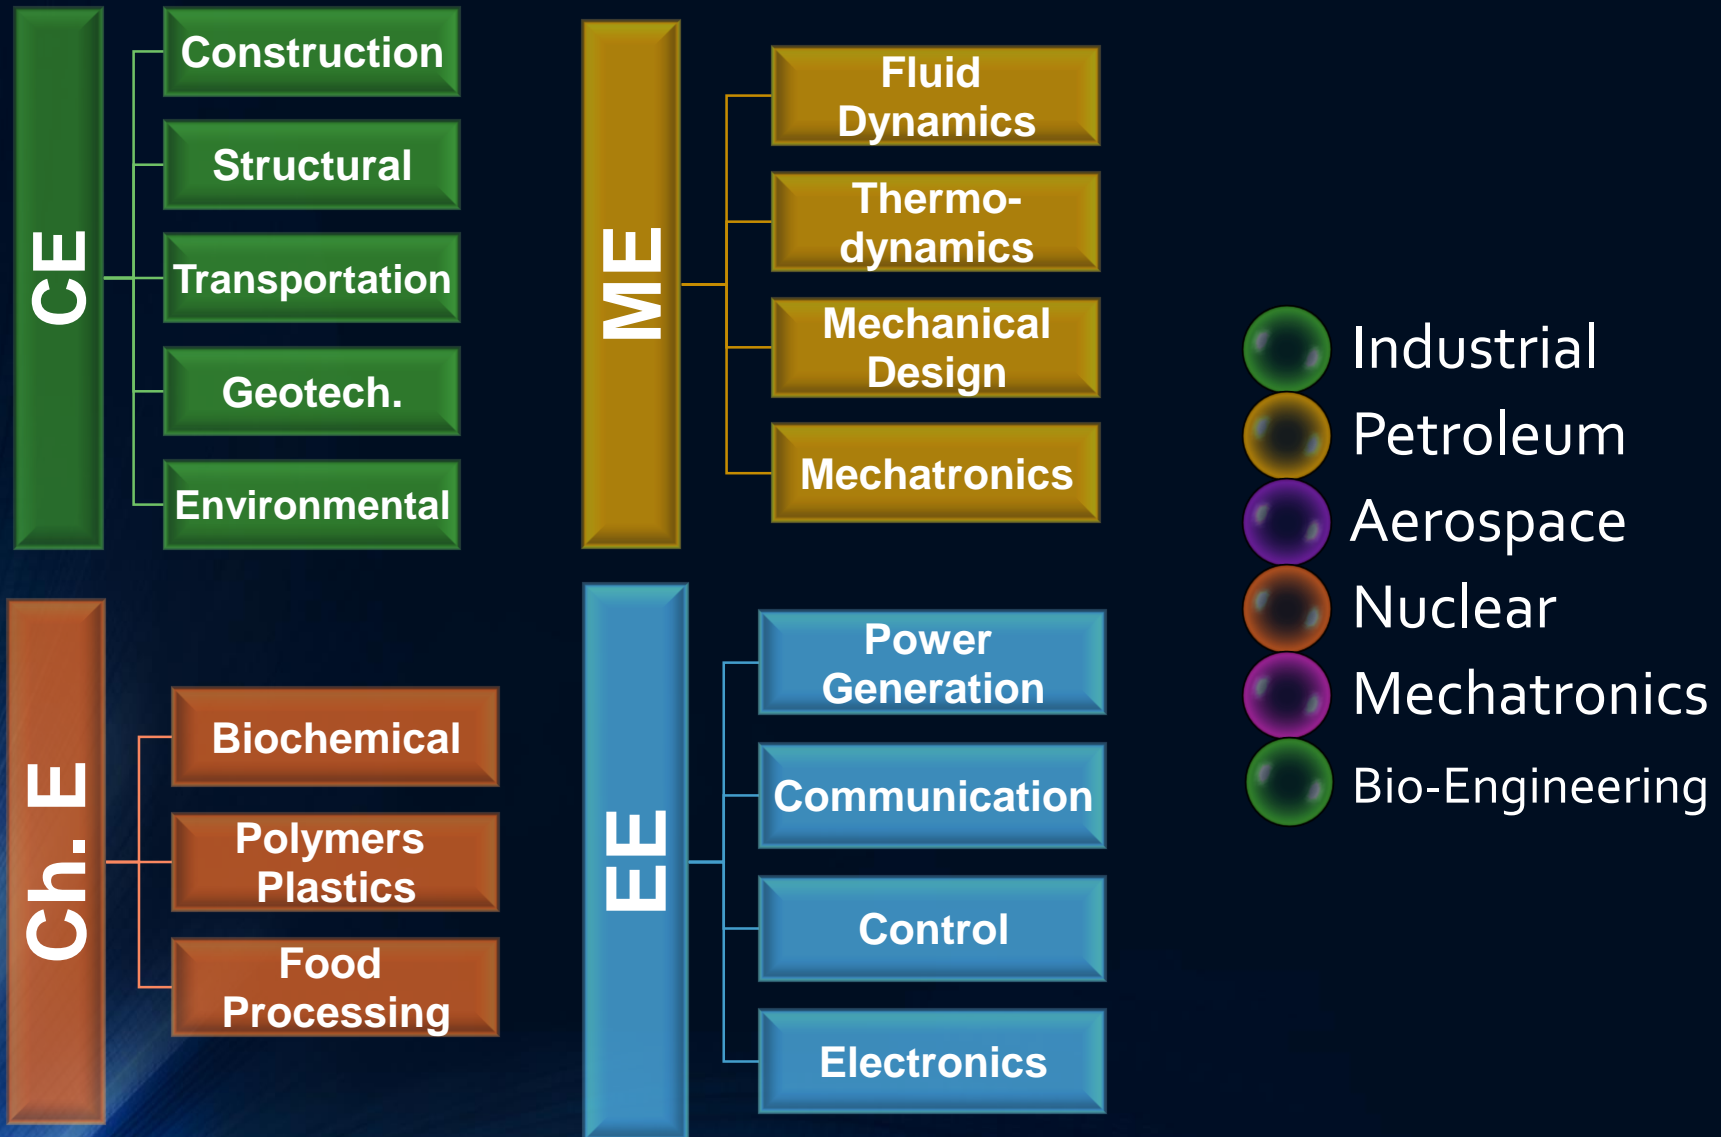 CE
Construction
Structural
Transportation
Geotech.
Environmental
ME
Fluid
Dynamics
Thermo-
dynamics
Mechanical
Design
Mechatronics
Ch. E
Biochemical
Polymers
Plastics
Food
Processing
EE
Power
Generation
Communication
Control
Electronics
Industrial
Petroleum
Aerospace
Nuclear
Mechatronics
Bio-Engineering